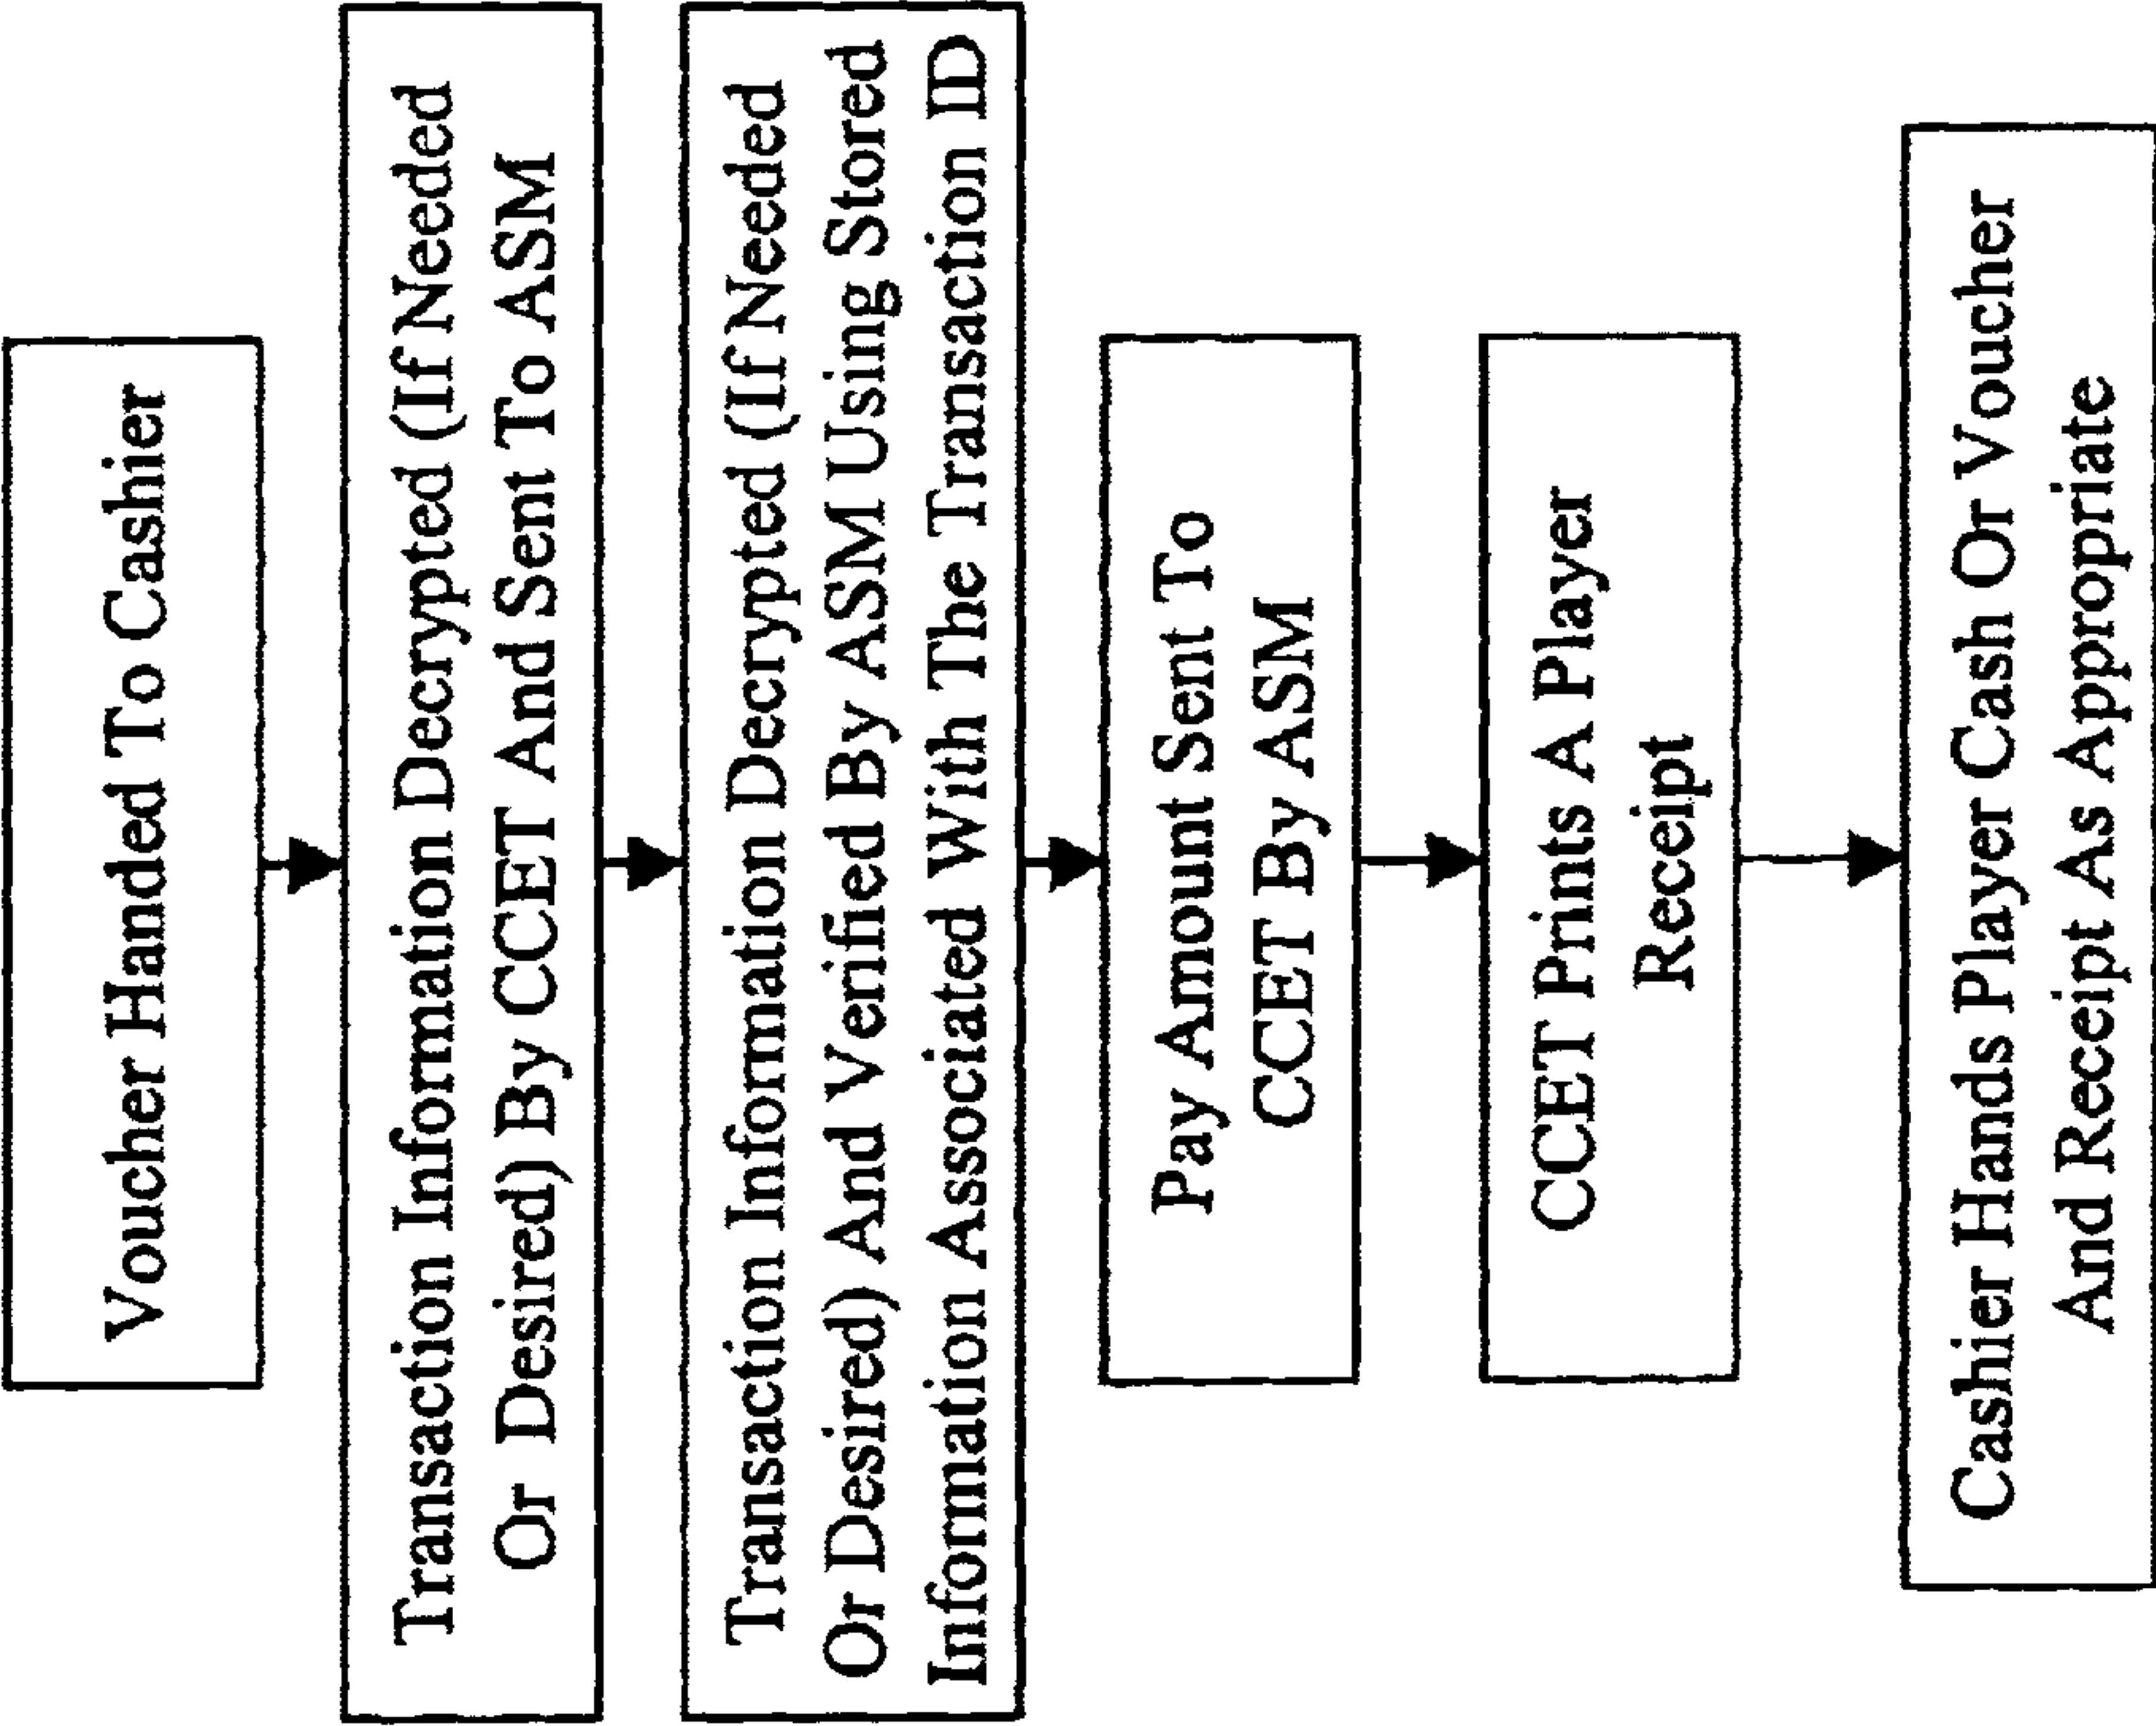 Voucher Handed To Cashier
Transaction Information Decrypted (If Needed
Or Desired) By CCET And Sent To ASM
Transaction Information Decrypted (If Needed
Or Desired) And Verified By ASM Using Stored
Information Associated With The Transaction ID
Pay Amount Sent To
CCET By ASM
CCET Prints A Player
Receipt
Cashier Hands Player Cash Or Voucher
And Receipt As Appropriate